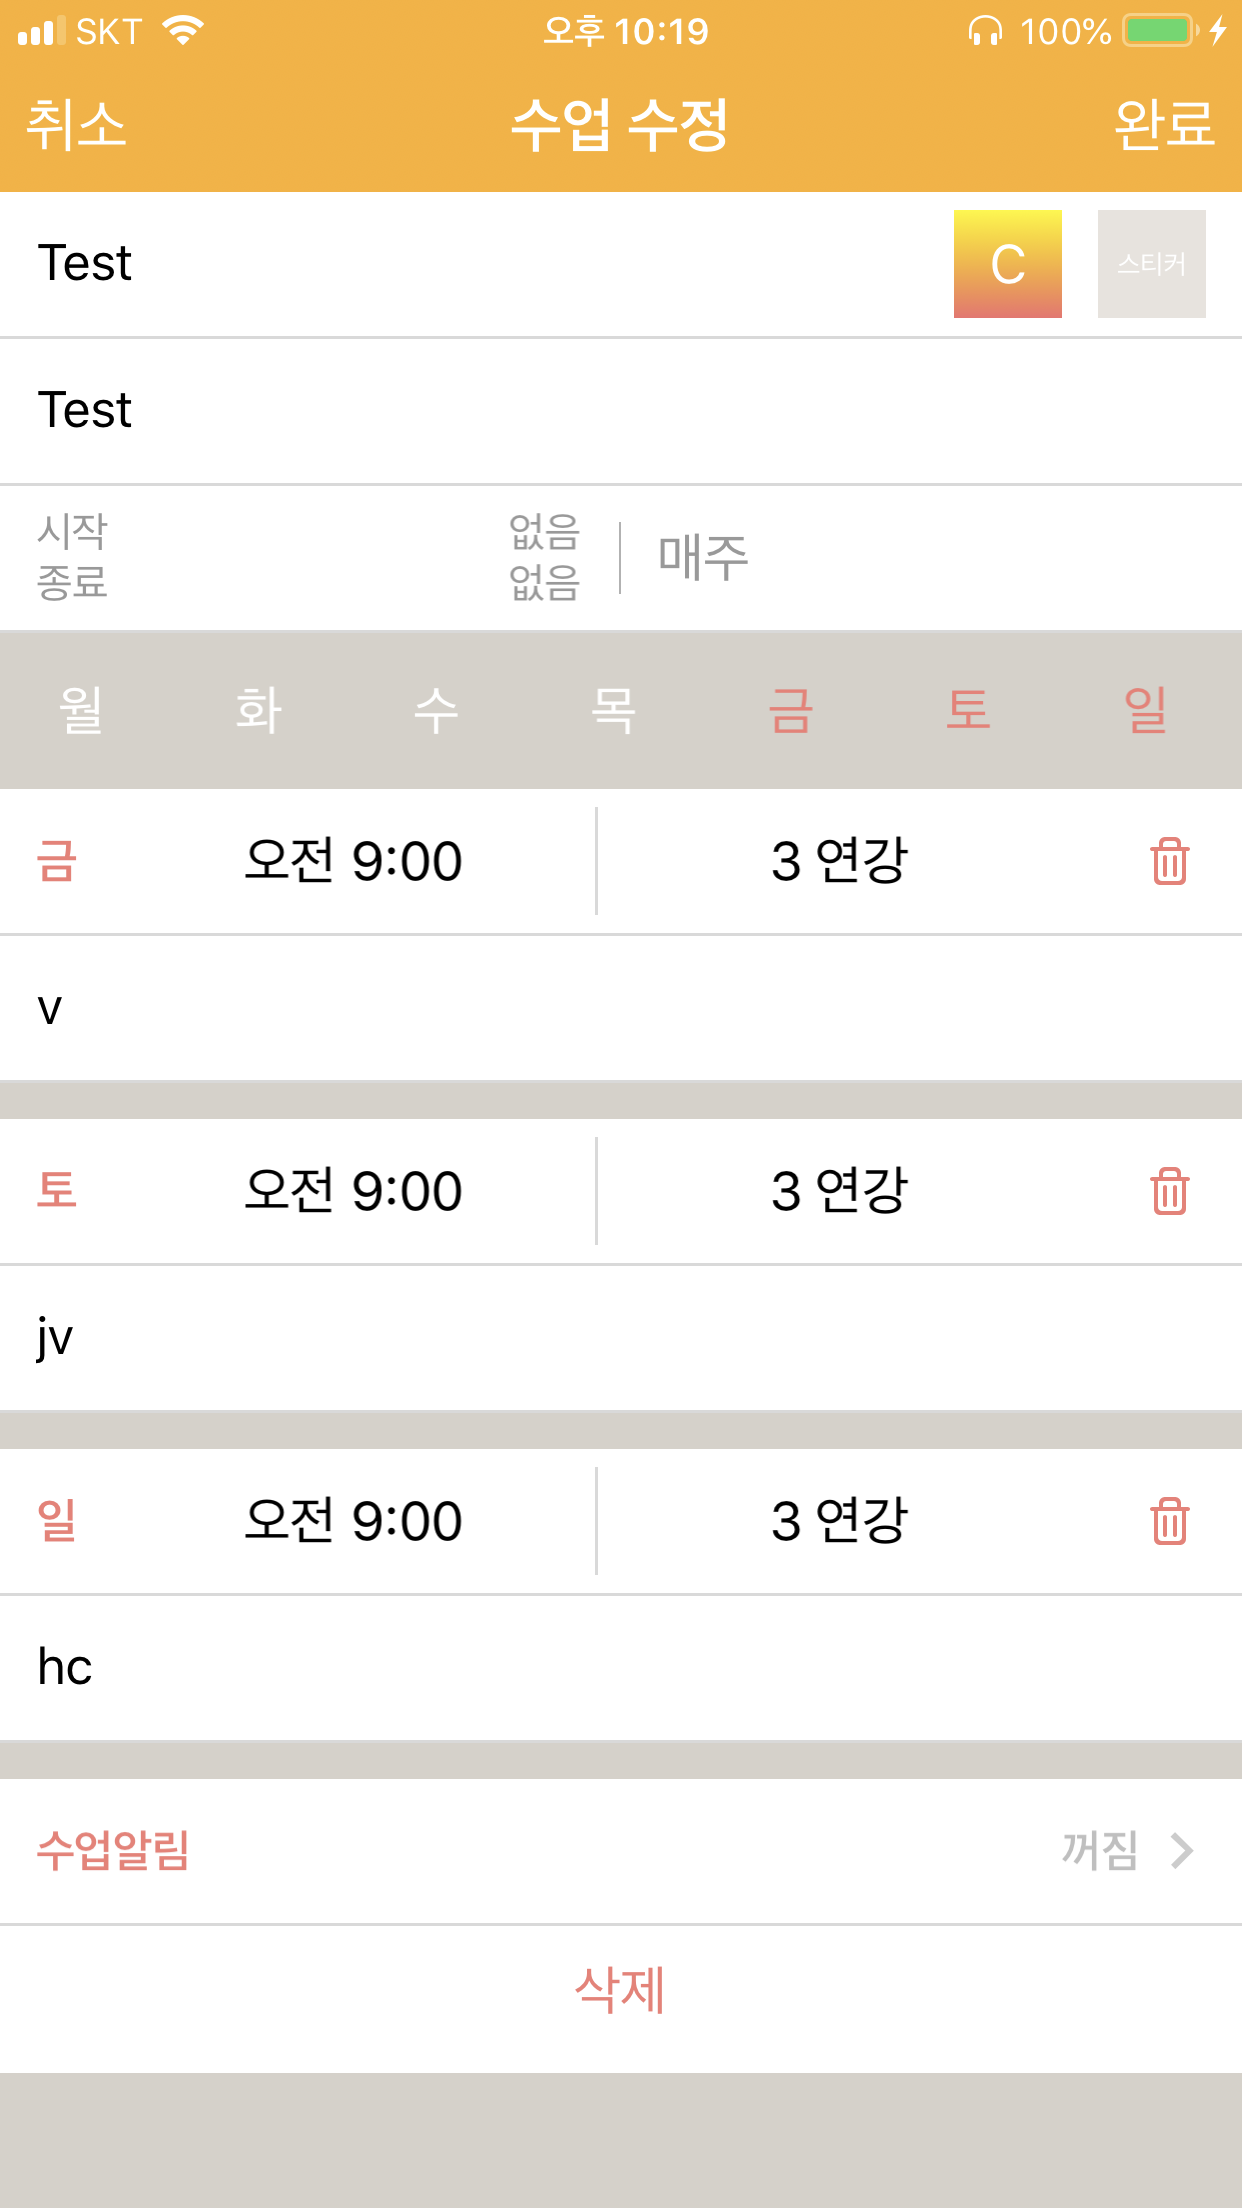 SKT 오후 10:19 100%
취소 수업 수정 완료
Test C 스티커
Test
시작 없음
종료 없음
매주
월 화 수 목 금 토 일
금 오전 9:00 3 연강
v
토 오전 9:00 3 연강
jv
일 오전 9:00 3 연강
hc
수업알림 꺼짐
삭제